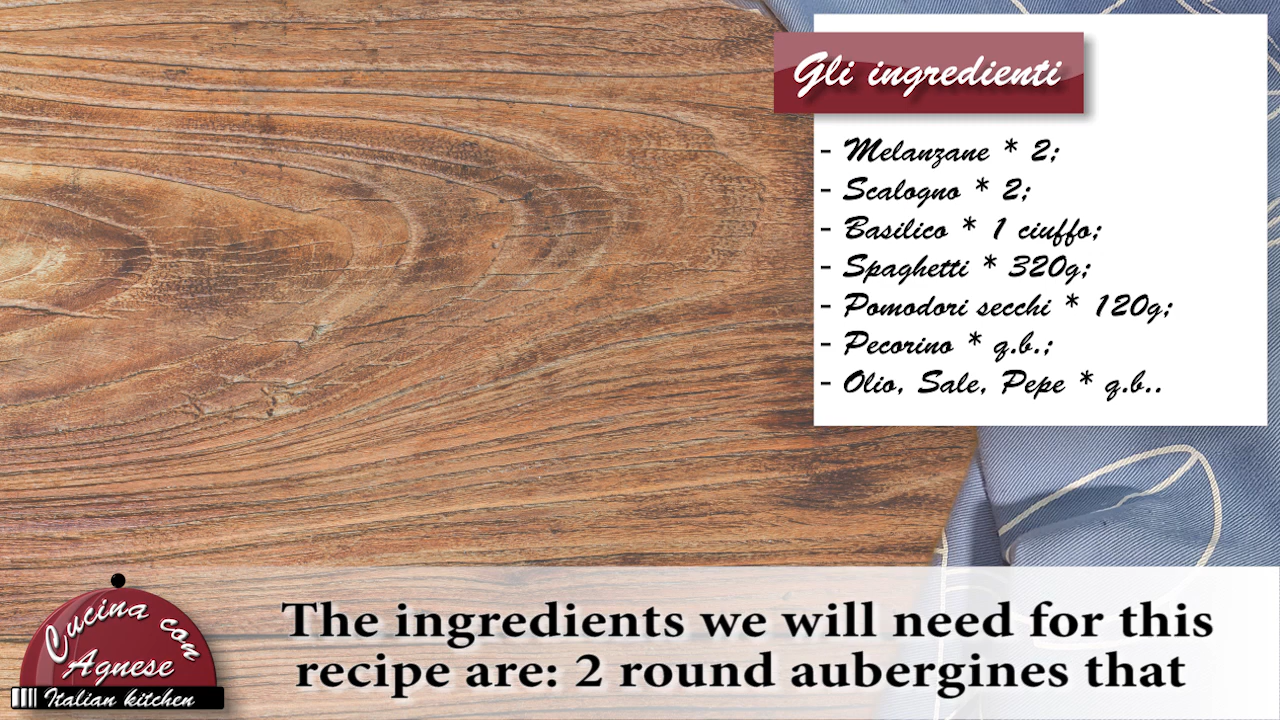 Gli ingredienti
- Melanzane * 2;
- Scalogno * 2;
- Basilico * 1 ciuffo;
- Spaghetti * 320g;
- Pomodori secchi * 120g;
- Pecorino * q.b.;
- Olio, Sale, Pepe * q.b..
Cucina con
Agnese
Italian kitchen
The ingredients we will need for this
recipe are: 2 round aubergines that